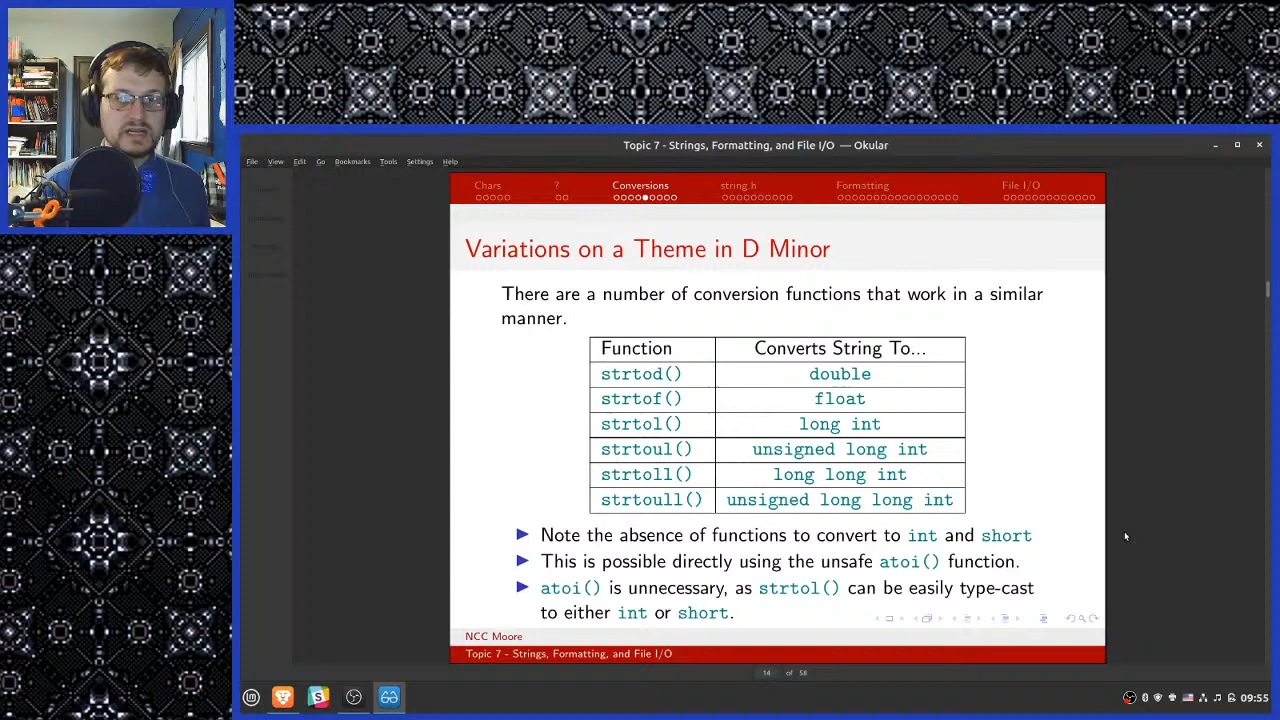 Topic 7 - Strings, Formatting, and File I/O — Okular
File View Edit Go Bookmarks Tools Settings Help
Chars ? Conversions string.h Formatting File I/O
Variations on a Theme in D Minor
There are a number of conversion functions that work in a similar
manner.
Function Converts String To...
strtod() double
strtof() float
strtol() long int
strtoul() unsigned long int
strtoll() long long int
strtoull() unsigned long long int
Note the absence of functions to convert to int and short
This is possible directly using the unsafe atoi() function.
atoi() is unnecessary, as strtol() can be easily type-cast
to either int or short.
NCC Moore
Topic 7 - Strings, Formatting, and File I/O
14 of 58
09:55